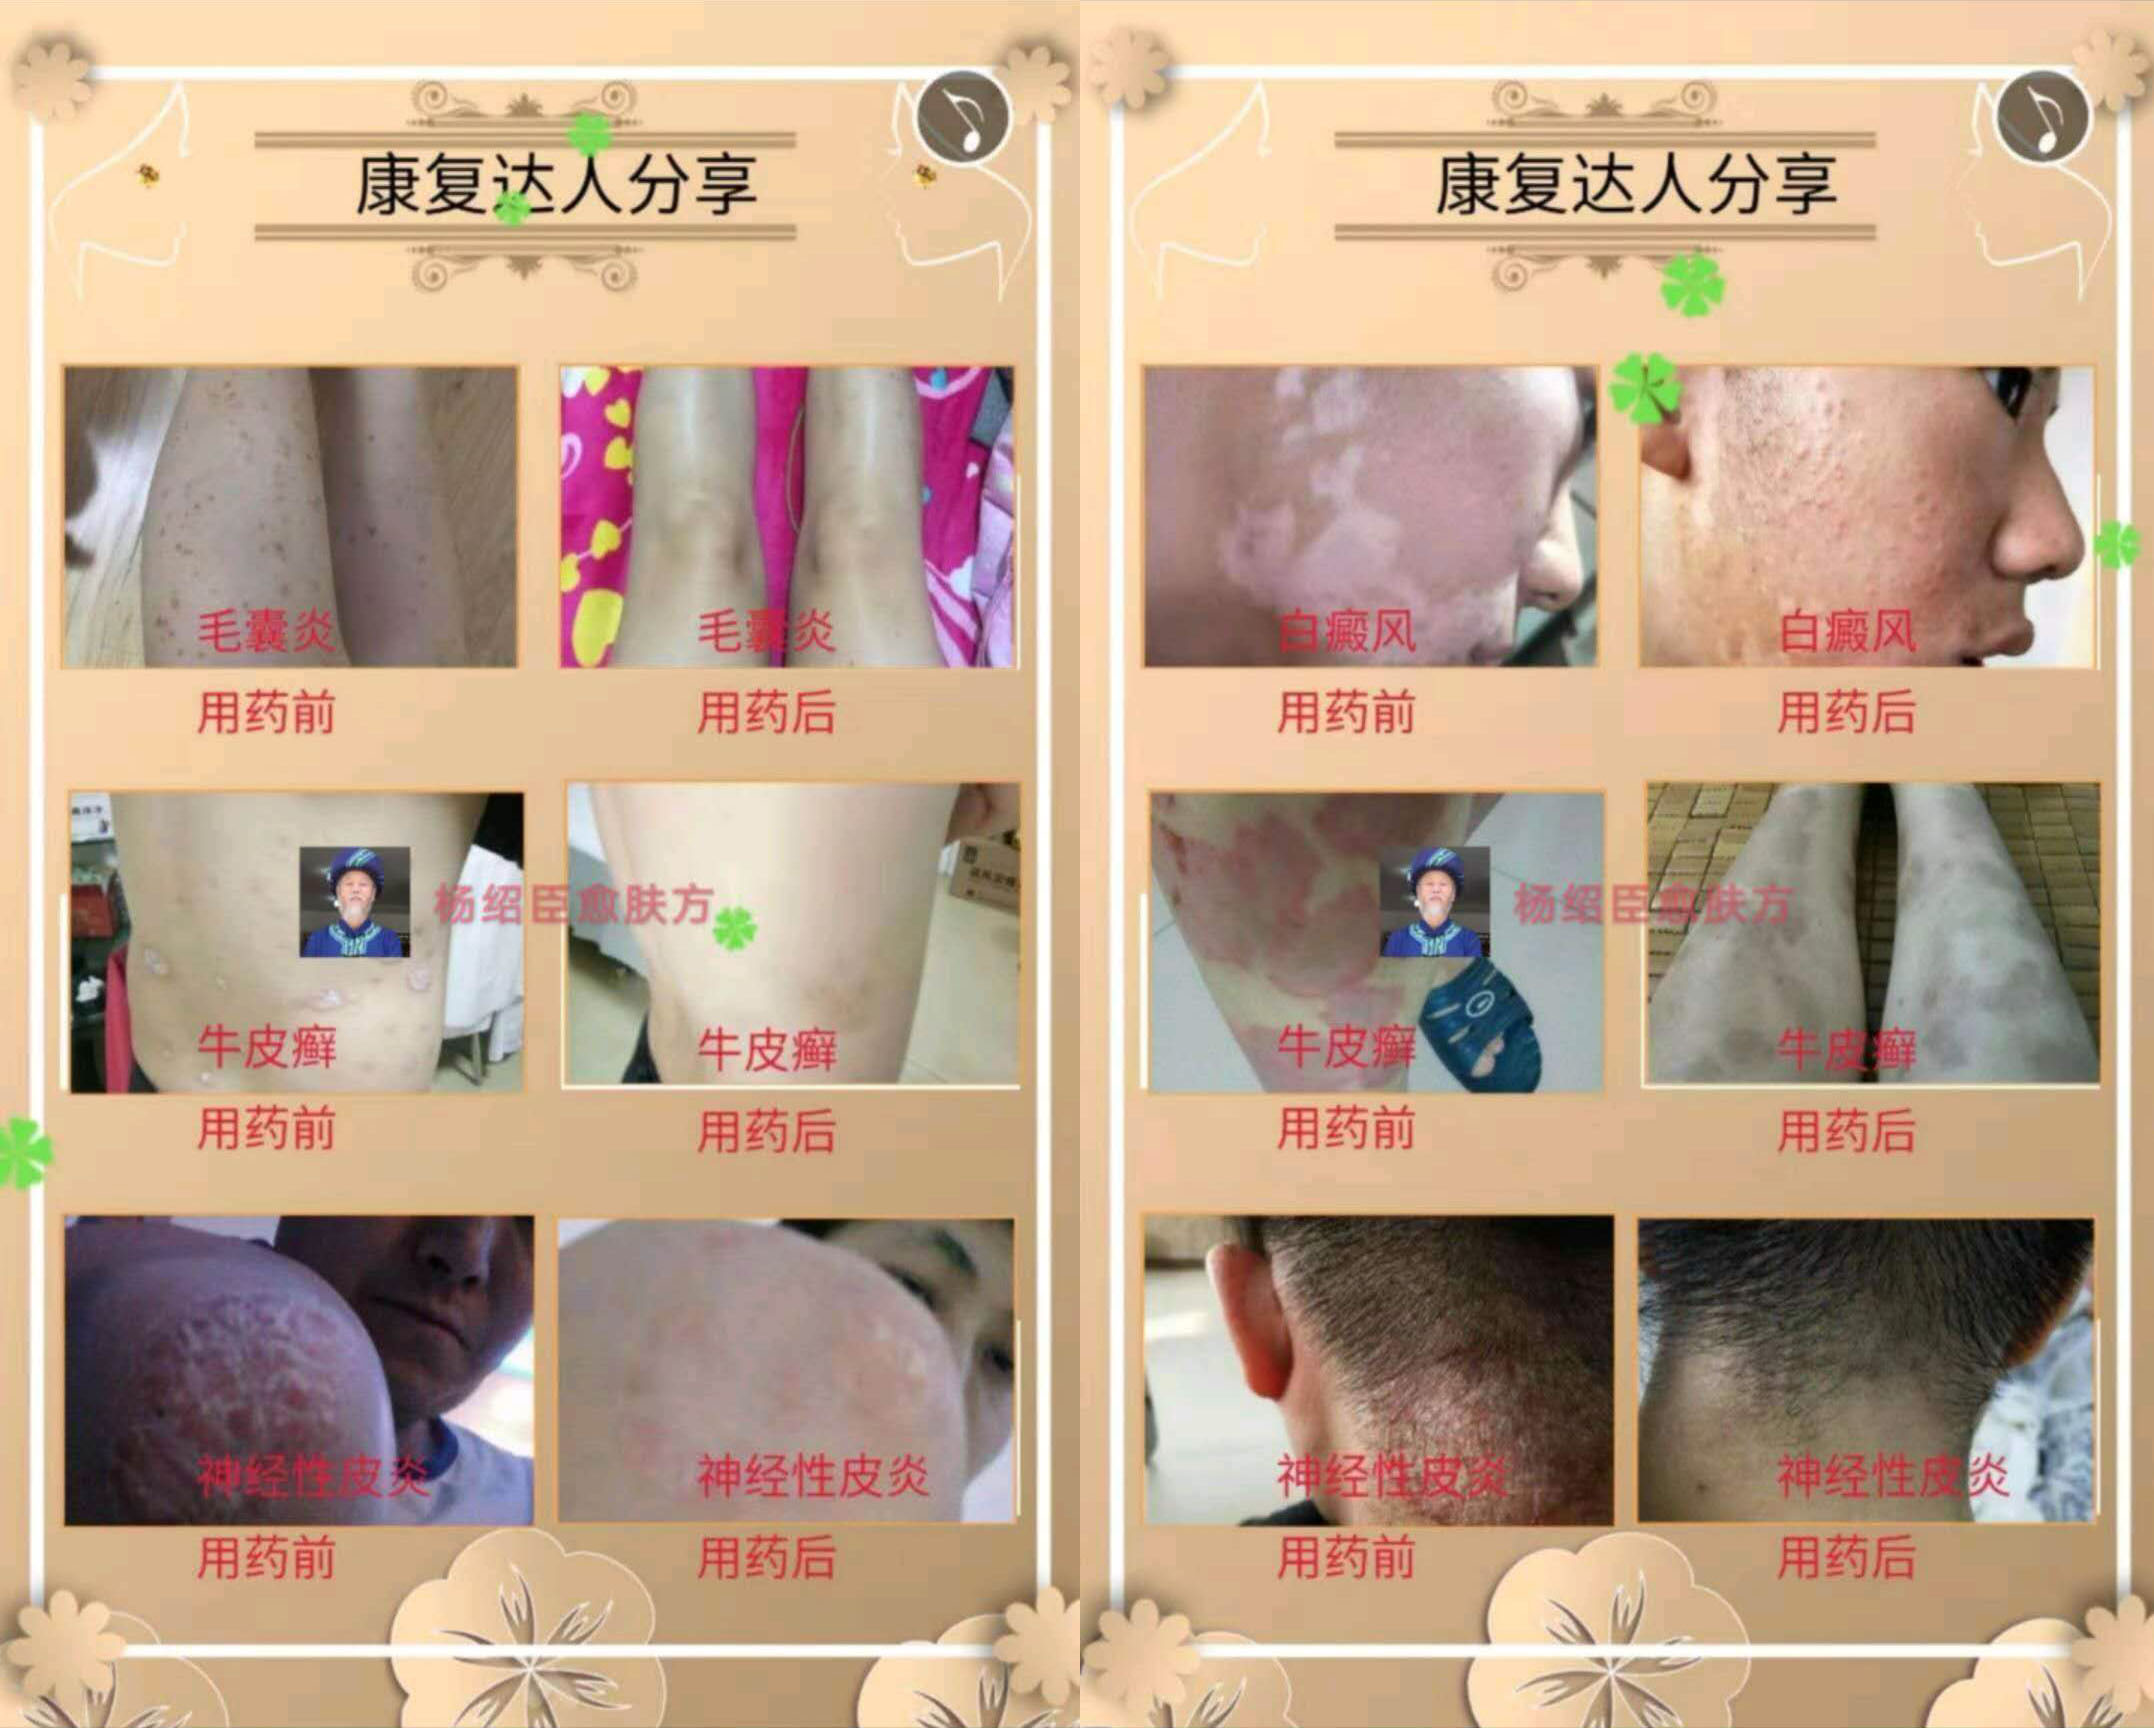 康复达人分享
毛囊炎
毛囊炎
用药前
用药后
杨绍臣愈肤方
牛皮癣
牛皮癣
用药前
用药后
神经性皮炎
神经性皮炎
用药前
用药后
康复达人分享
白癜风
白癜风
用药前
用药后
杨绍臣愈肤方
牛皮癣
牛皮癣
用药前
用药后
神经性皮炎
神经性皮炎
用药前
用药后